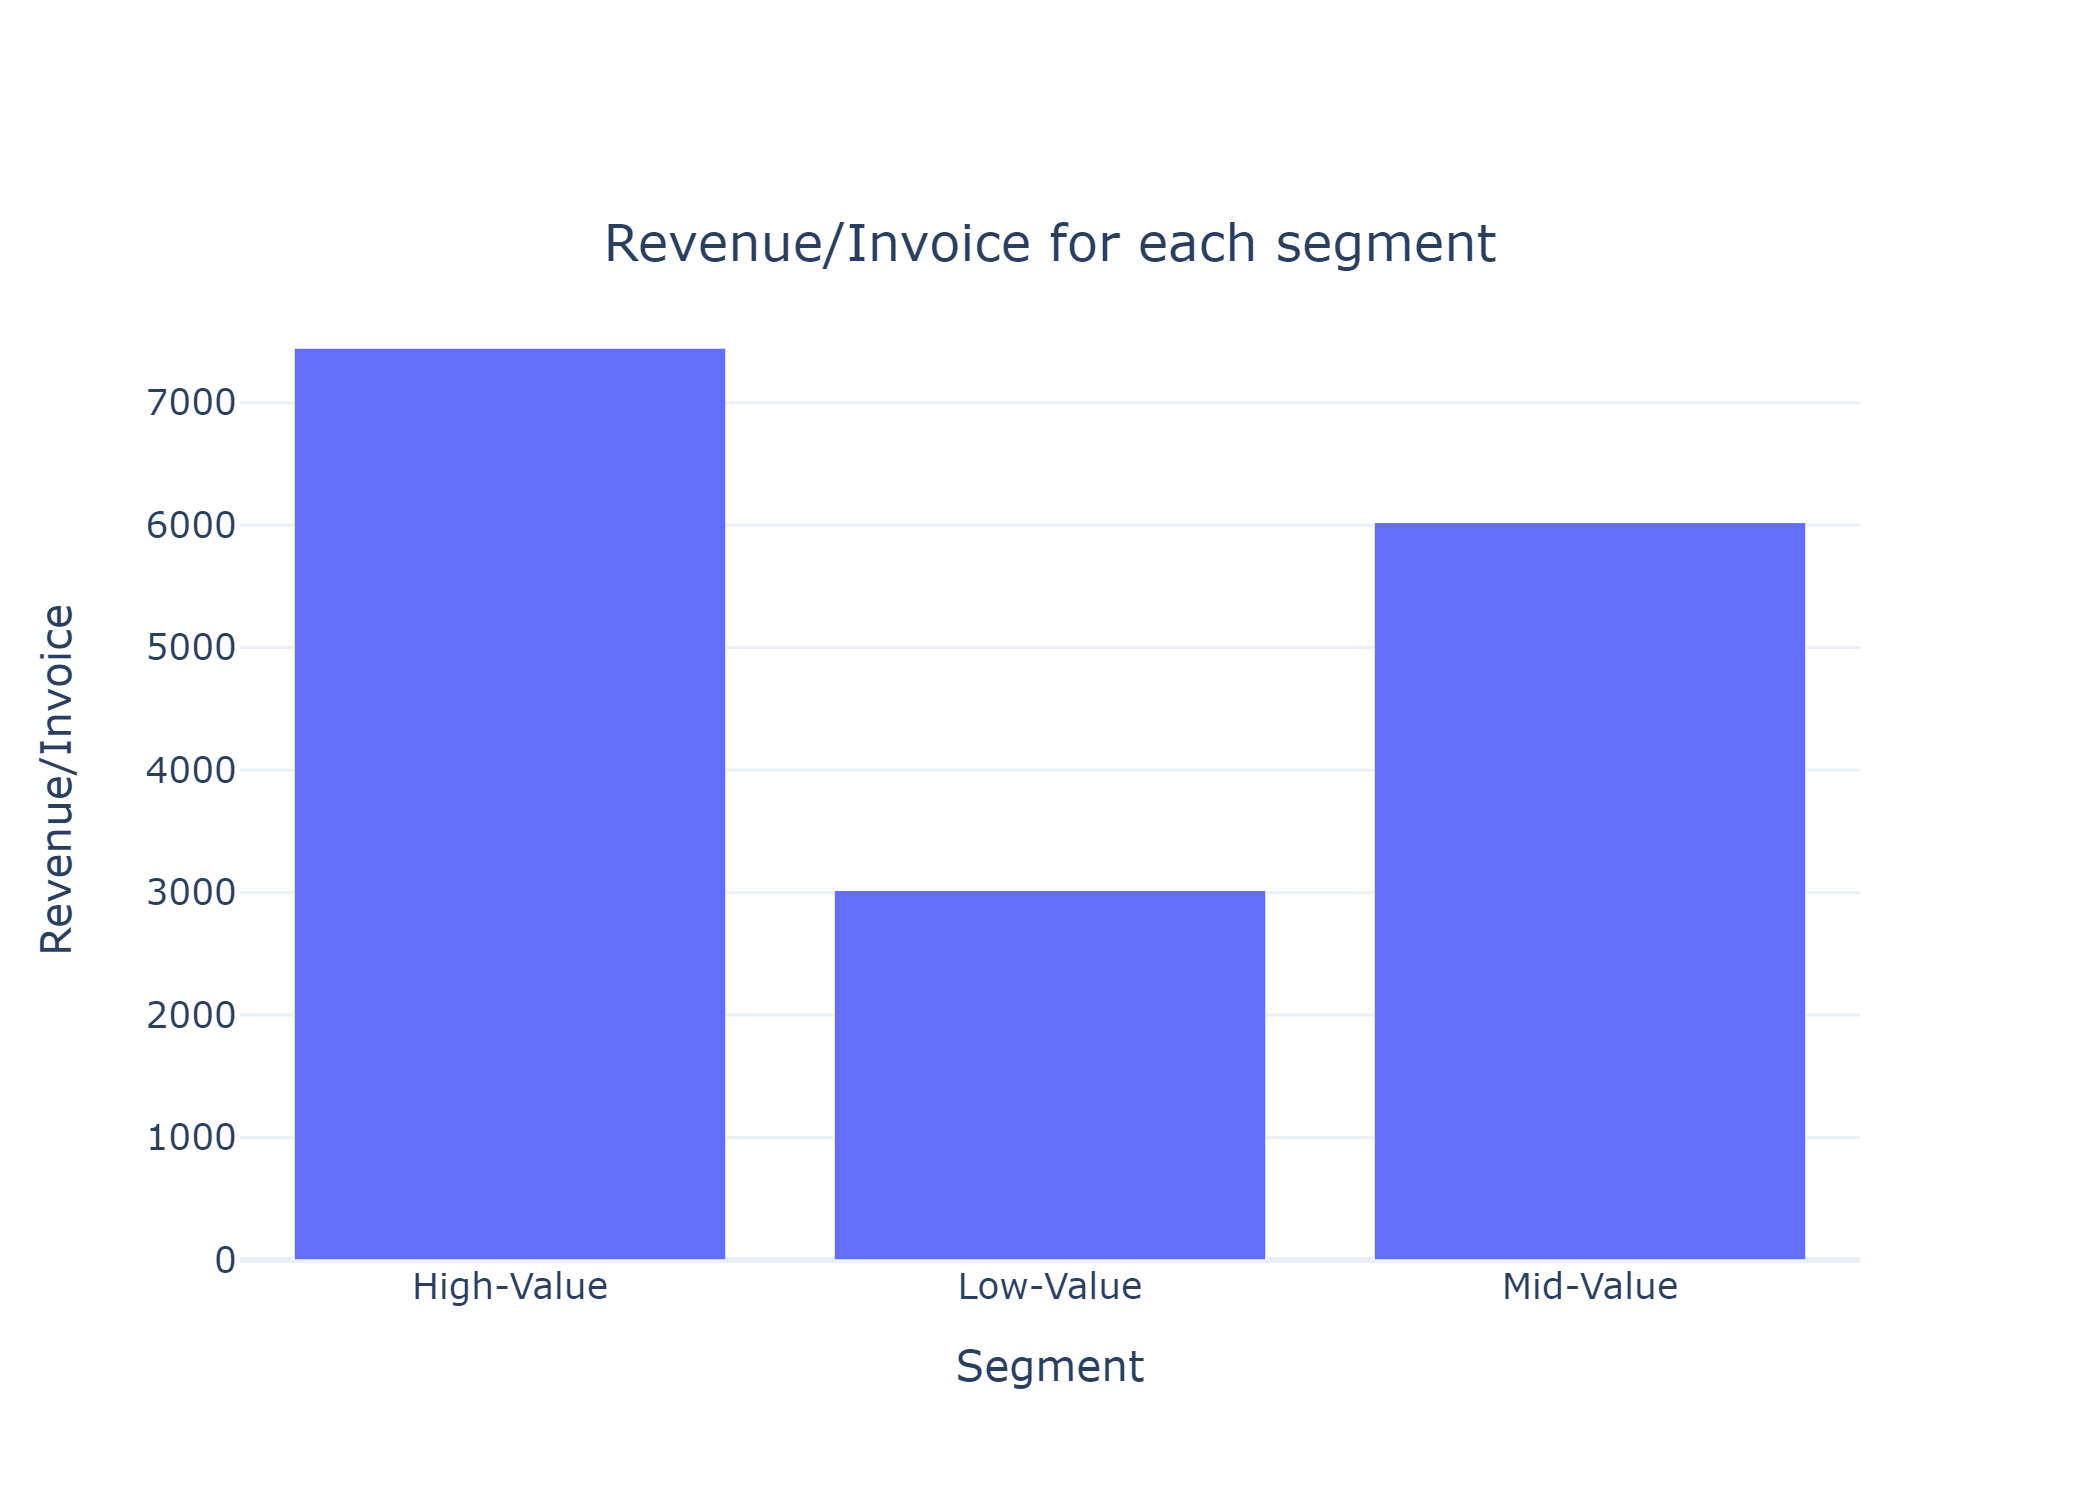 Revenue/Invoice for each segment
Revenue/Invoice
7000
6000
5000
4000
3000
2000
1000
0
High-Value Low-Value Mid-Value
Segment